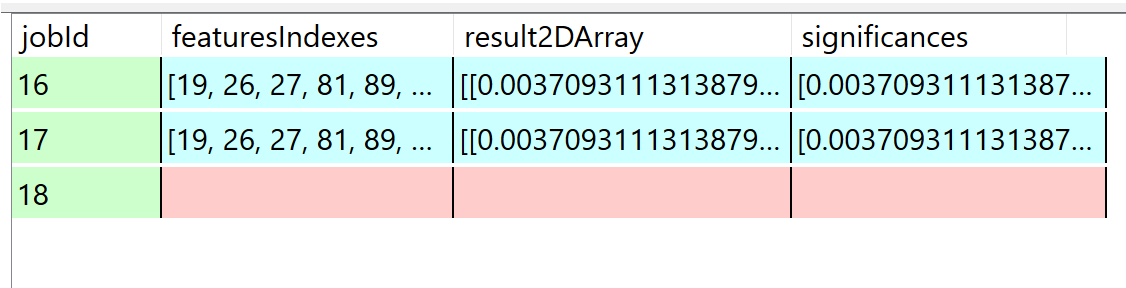 jobId featuresIndexes result2DArray significances
16 [19, 26, 27, 81, 89, ... [[0.0037093111313879... [0.003709311131387...
17 [19, 26, 27, 81, 89, ... [[0.0037093111313879... [0.003709311131387...
18